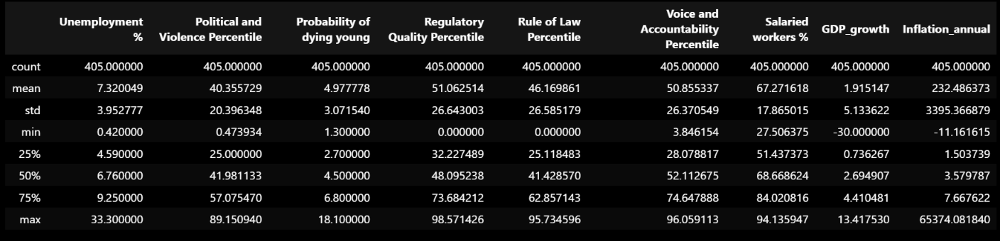 Unemployment % Political and Violence Percentile Probability of dying young Regulatory Quality Percentile Rule of Law Percentile Voice and Accountability Percentile Salaried workers % GDP_growth Inflation_annual
count 405.000000 405.000000 405.000000 405.000000 405.000000 405.000000 405.000000 405.000000 405.000000
mean 7.320049 40.355729 4.977778 51.062514 46.169861 50.855337 67.271618 1.915147 232.486373
std 3.952777 20.396348 3.071540 26.643003 26.585179 26.370549 17.865015 5.133622 3395.366879
min 0.420000 0.473934 1.300000 0.000000 0.000000 3.846154 27.506375 -30.000000 -11.161615
25% 4.590000 25.000000 2.700000 32.227489 25.118483 28.078817 51.437373 0.736267 1.503739
50% 6.760000 41.981133 4.500000 48.095238 41.428570 52.112675 68.668624 2.694907 3.579787
75% 9.250000 57.075470 6.800000 73.684212 62.857143 74.647888 84.020816 4.410481 7.667622
max 33.300000 89.150940 18.100000 98.571426 95.734596 96.059113 94.135947 13.417530 65374.081840